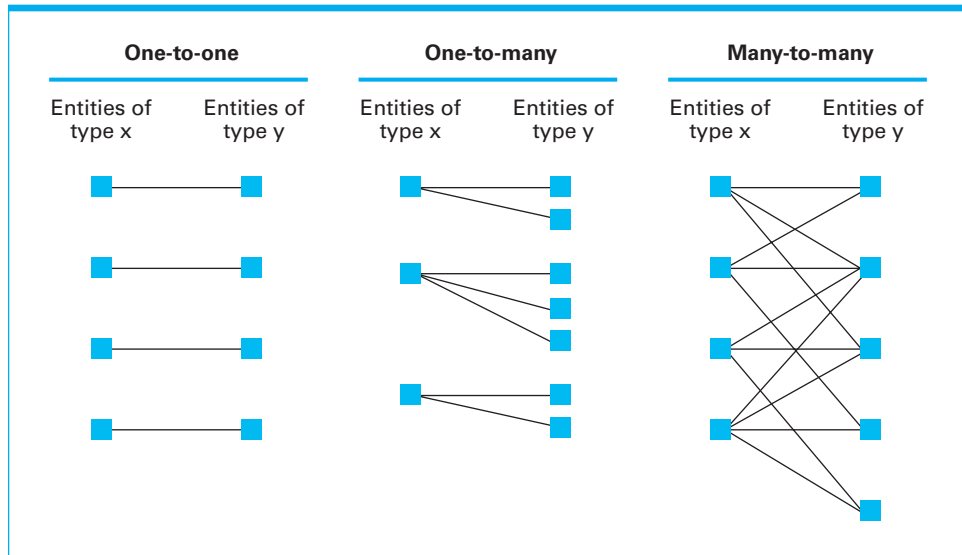 One-to-one
Entities of
type x
Entities of
type y
One-to-many
Entities of
type x
Entities of
type y
Many-to-many
Entities of
type x
Entities of
type y